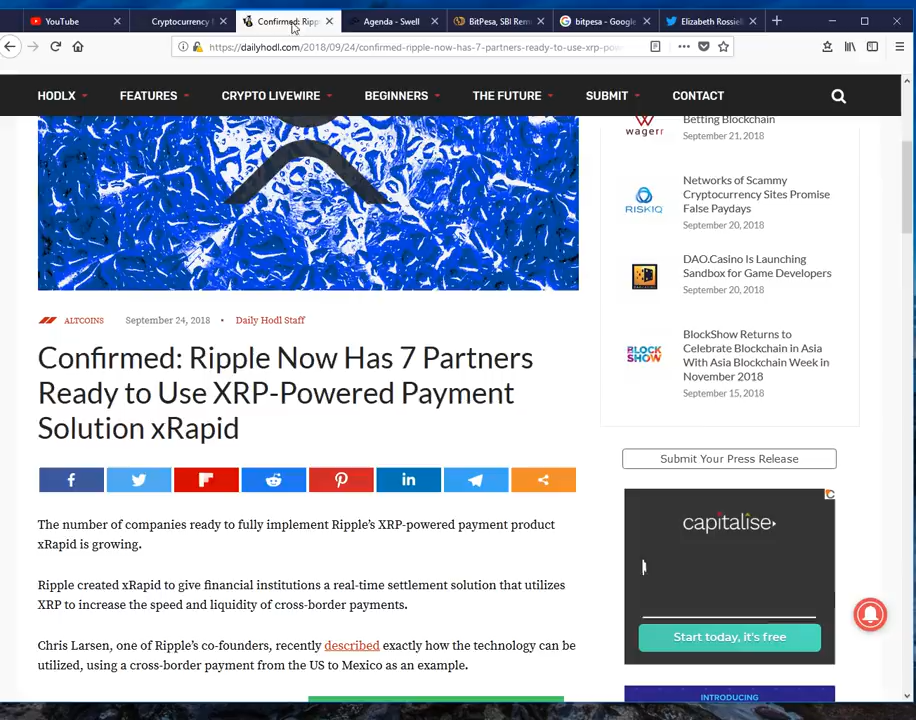 YouTube
Cryptocurrency
Confirmed: Ripp
Agenda - Swell
BitPesa, SBI Rem
bitpesa - Google
Elizabeth Rossiel
https://dailyhodl.com/2018/09/24/confirmed-ripple-now-has-7-partners-ready-to-use-xrp-pow
HODLX
FEATURES
CRYPTO LIVEWIRE
BEGINNERS
THE FUTURE
SUBMIT
CONTACT
wagerr
Betting Blockchain
September 21, 2018
RISKIQ
Networks of Scammy
Cryptocurrency Sites Promise
False Paydays
September 20, 2018
DAO.Casino Is Launching
Sandbox for Game Developers
September 20, 2018
BLOCK
SHOW
BlockShow Returns to
Celebrate Blockchain in Asia
With Asia Blockchain Week in
November 2018
September 15, 2018
ALTCOINS September 24, 2018 • Daily Hodl Staff
Confirmed: Ripple Now Has 7 Partners
Ready to Use XRP-Powered Payment
Solution xRapid
The number of companies ready to fully implement Ripple's XRP-powered payment product
xRapid is growing.
Ripple created xRapid to give financial institutions a real-time settlement solution that utilizes
XRP to increase the speed and liquidity of cross-border payments.
Chris Larsen, one of Ripple's co-founders, recently described exactly how the technology can be
utilized, using a cross-border payment from the US to Mexico as an example.
Submit Your Press Release
capitalise
Start today, it's free
INTRODUCING